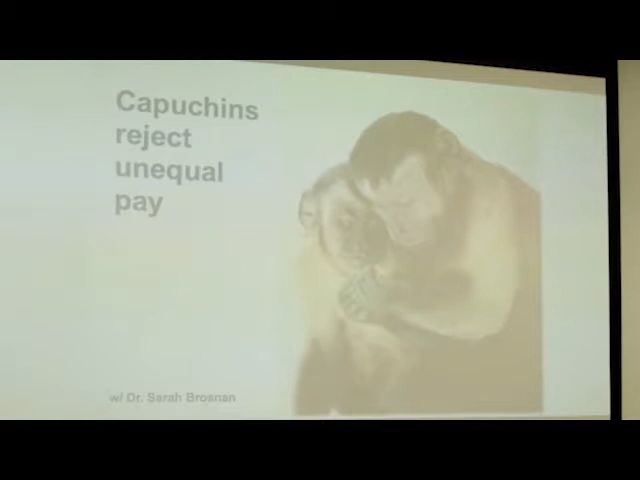 Capuchins
reject
unequal
pay
w/ Dr. Sarah Brosnan